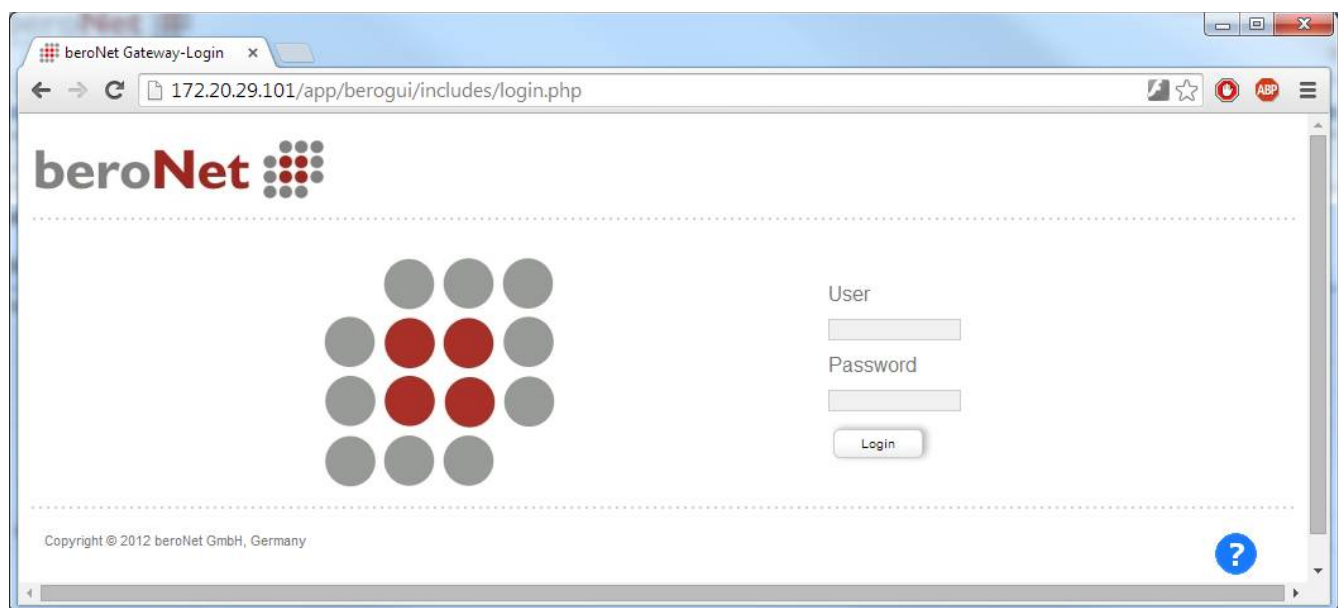 beroNet Gateway-Login
172.20.29.101/app/berogui/includes/login.php
ABP
beroNet
User
Password
Login
Copyright © 2012 beroNet GmbH, Germany
?